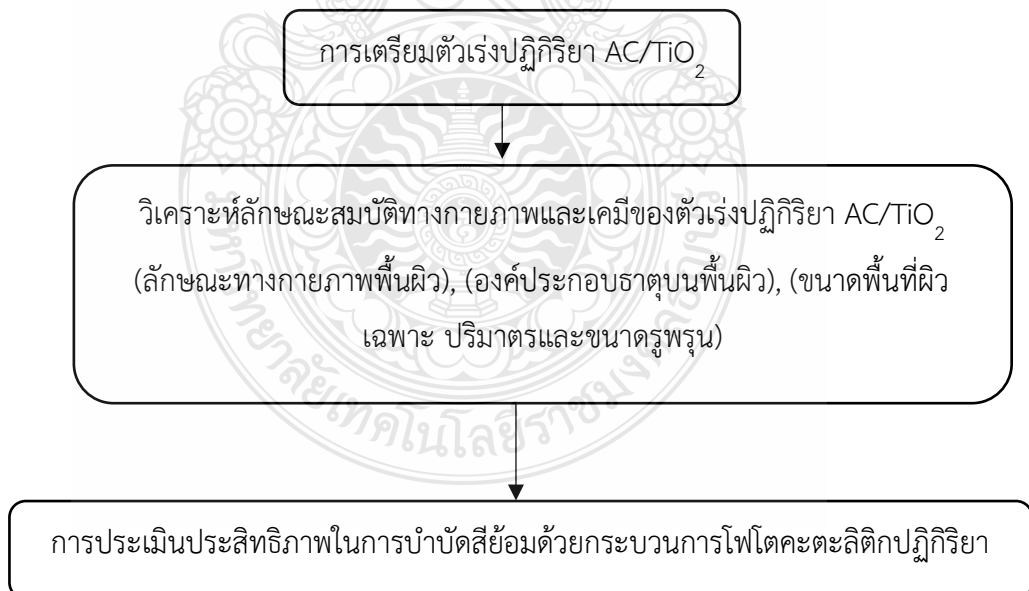 การเตรียมตัวเร่งปฏิกิริยา AC/TiO2
วิเคราะห์ลักษณะสมบัติทางกายภาพและเคมีของตัวเร่งปฏิกิริยา AC/TiO2
(ลักษณะทางกายภาพพื้นผิว), (องค์ประกอบธาตุบนพื้นผิว), (ขนาดพื้นที่ผิว
เฉพาะ ปริมาตรและขนาดรูพรุน)
การประเมินประสิทธิภาพในการบำบัดสีย้อมด้วยกระบวนการโฟโตคะตะลิติกปฏิกิริยา